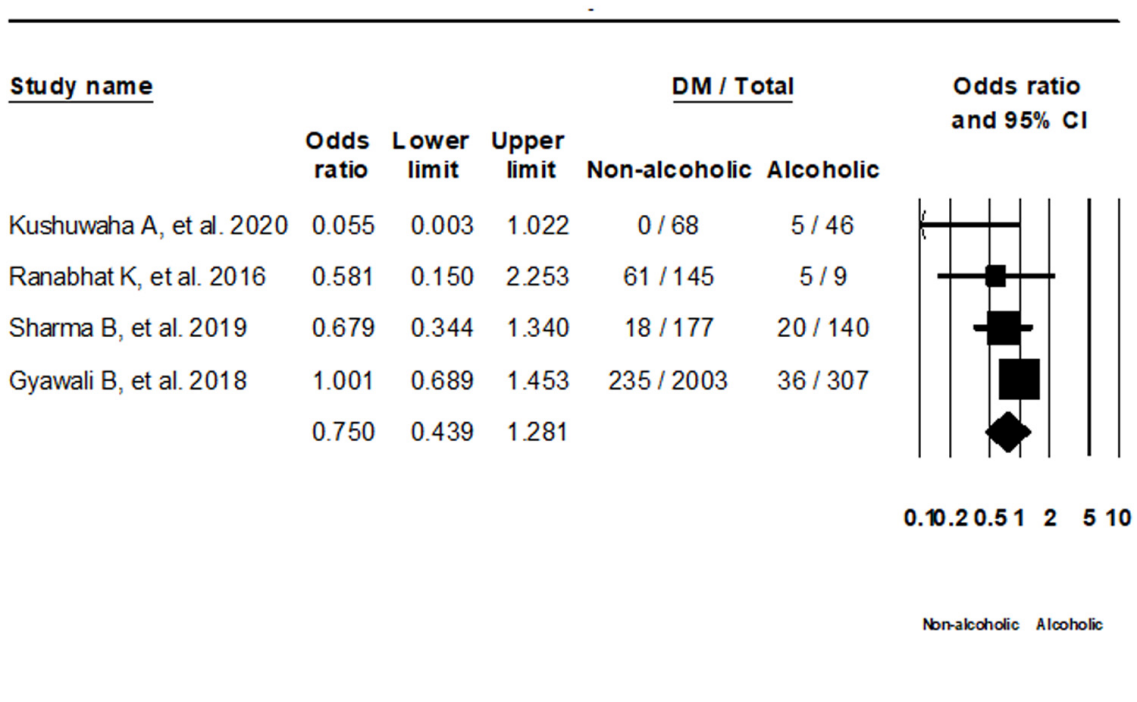 -
Study name DM / Total Odds ratio
and 95% CI
Odds Lower Upper
ratio limit limit Non-alcoholic Alcoholic
Kushuwaha A, et al. 2020 0.055 0.003 1.022 0 / 68 5 / 46
Ranabhat K, et al. 2016 0.581 0.150 2.253 61 / 145 5 / 9
Sharma B, et al. 2019 0.679 0.344 1.340 18 / 177 20 / 140
Gyawali B, et al. 2018 1.001 0.689 1.453 235 / 2003 36 / 307
0.750 0.439 1.281
0.1 0.2 0.5 1 2 5 10
Non-alcoholic Alcoholic